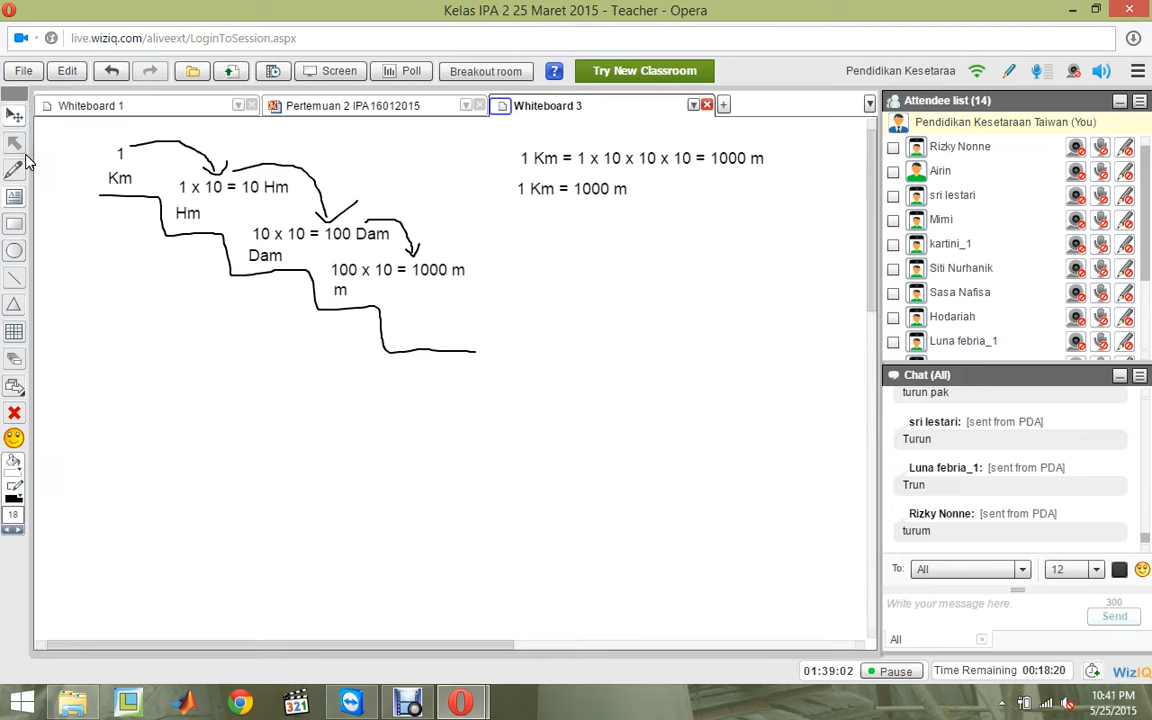 Kelas IPA 2 25 Maret 2015 - Teacher - Opera
live.wiziq.com/aliveext/LoginToSession.aspx
File
Edit
Screen
Poll
Breakout room
?
Try New Classroom
Pendidikan Kesetaraa
Whiteboard 1
Pertemuan 2 IPA16012015
Whiteboard 3
1
Km
1 x 10 = 10 Hm
Hm
10 x 10 = 100 Dam
Dam
100 x 10 = 1000 m
m
1 Km = 1 x 10 x 10 x 10 = 1000 m
1 Km = 1000 m
18
Attendee list (14)
Pendidikan Kesetaraan Taiwan (You)
Rizky Nonne
Airin
sri lestari
Mimi
kartini_1
Siti Nurhanik
Sasa Nafisa
Hodariah
Luna febria_1
Chat (All)
turun pak
sri lestari: [sent from PDA]
Turun
Luna febria_1: [sent from PDA]
Trun
Rizky Nonne: [sent from PDA]
turum
To: All 12
Write your message here.
300
Send
All
01:39:02 Pause Time Remaining 00:18:20 WizIQ
321
10:41 PM
5/25/2015